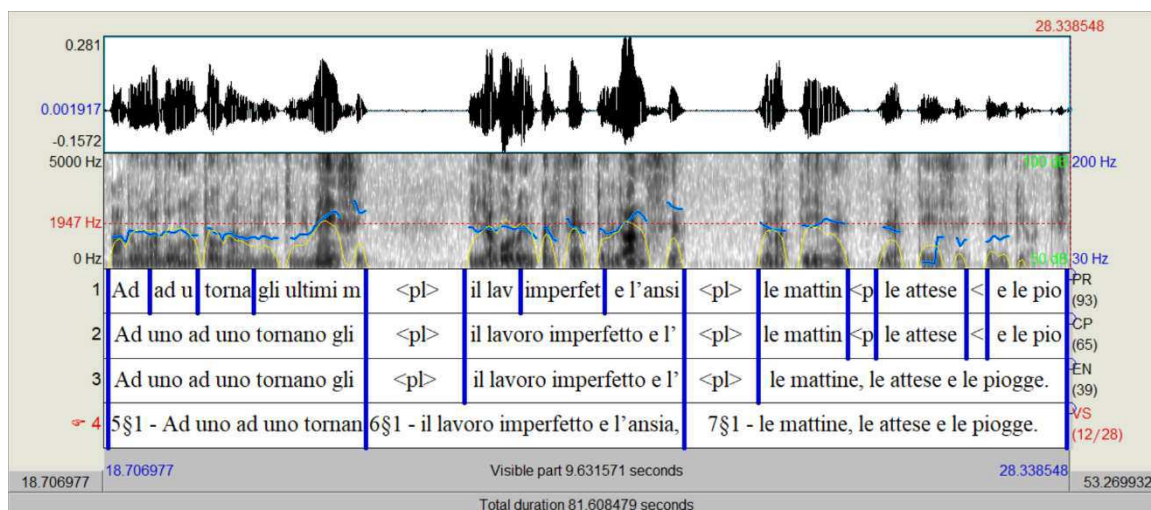 28.338548
0.281
0.001917
-0.1572
5000 Hz 100 dB 200 Hz
1947 Hz
0 Hz 50 dB 30 Hz
1 Ad ad u torna gli ultimi m <pl> il lav imperfet e l'ansi <pl> le mattin <p le attese < e le pio PR (93)
2 Ad uno ad uno tornano gli <pl> il lavoro imperfetto e l' <pl> le mattin <p le attese < e le pio CP (65)
3 Ad uno ad uno tornano gli <pl> il lavoro imperfetto e l' <pl> le mattine, le attese e le piogge. EN (39)
4 5§1 - Ad uno ad uno tornan 6§1 - il lavoro imperfetto e l'ansia, 7§1 - le mattine, le attese e le piogge. VS (12/28)
18.706977 Visible part 9.631571 seconds 28.338548
18.706977 53.269932
Total duration 81.608479 seconds